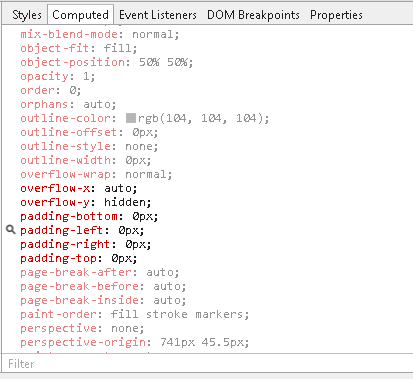 Styles Computed Event Listeners DOM Breakpoints Properties
mix-blend-mode: normal;
object-fit: fill;
object-position: 50% 50%;
opacity: 1;
order: 0;
orphans: auto;
outline-color: rgb(104, 104, 104);
outline-offset: 0px;
outline-style: none;
outline-width: 0px;
overflow-wrap: normal;
overflow-x: auto;
overflow-y: hidden;
padding-bottom: 0px;
padding-left: 0px;
padding-right: 0px;
padding-top: 0px;
page-break-after: auto;
page-break-before: auto;
page-break-inside: auto;
paint-order: fill stroke markers;
perspective: none;
perspective-origin: 741px 45.5px;
Filter